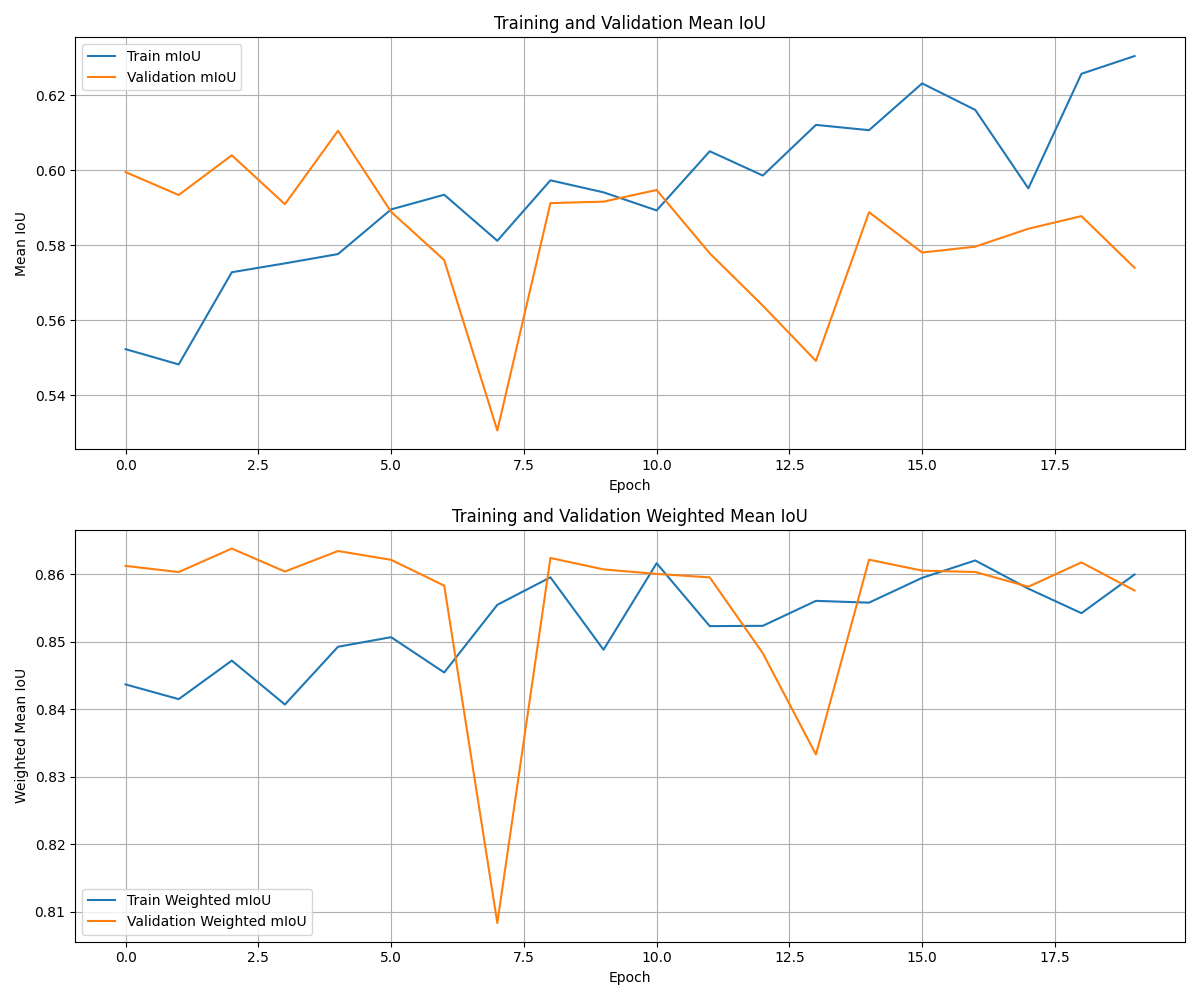 Training and Validation Mean IoU
Train mIoU
Validation mIoU
Mean IoU
0.62
0.60
0.58
0.56
0.54
0.0 2.5 5.0 7.5 10.0 12.5 15.0 17.5
Epoch
Training and Validation Weighted Mean IoU
Weighted Mean IoU
0.86
0.85
0.84
0.83
0.82
0.81
Train Weighted mIoU
Validation Weighted mIoU
0.0 2.5 5.0 7.5 10.0 12.5 15.0 17.5
Epoch